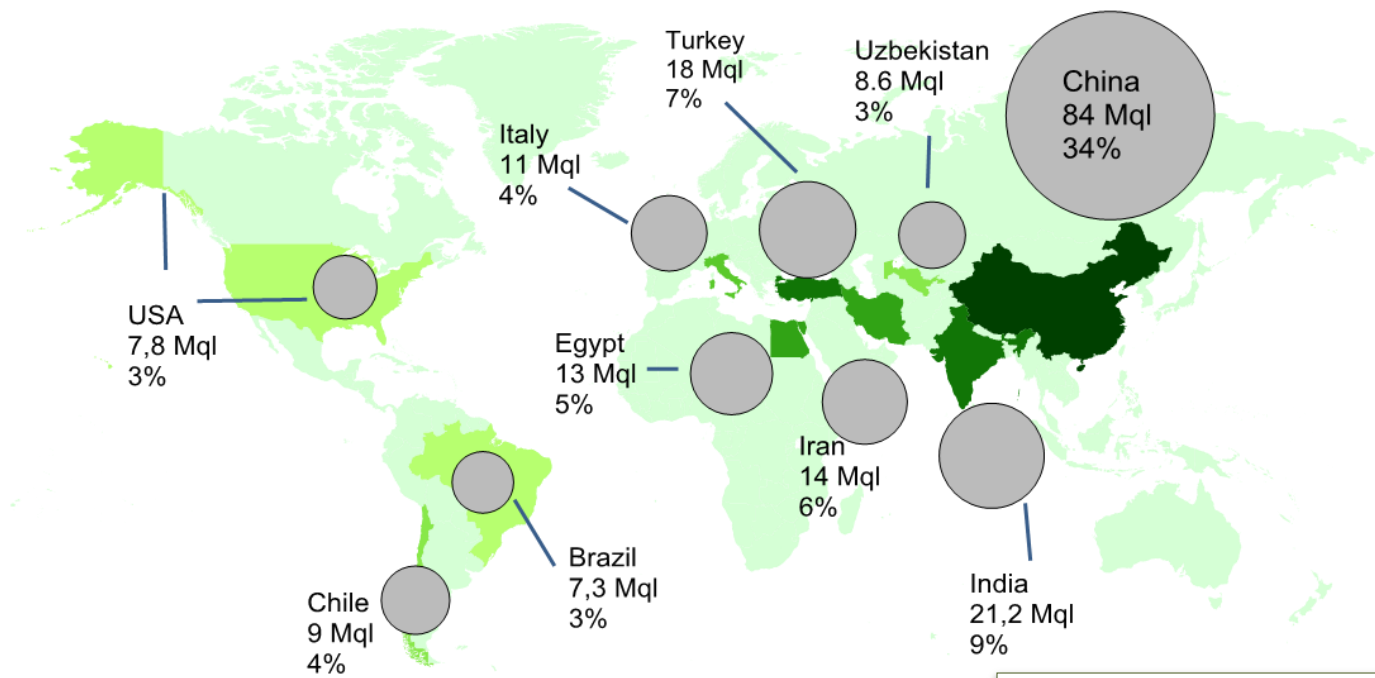 Turkey
18 Mql
7%
Uzbekistan
8.6 Mql
3%
China
84 Mql
34%
Italy
11 Mql
4%
USA
7,8 Mql
3%
Egypt
13 Mql
5%
Iran
14 Mql
6%
Brazil
7,3 Mql
3%
India
21,2 Mql
9%
Chile
9 Mql
4%